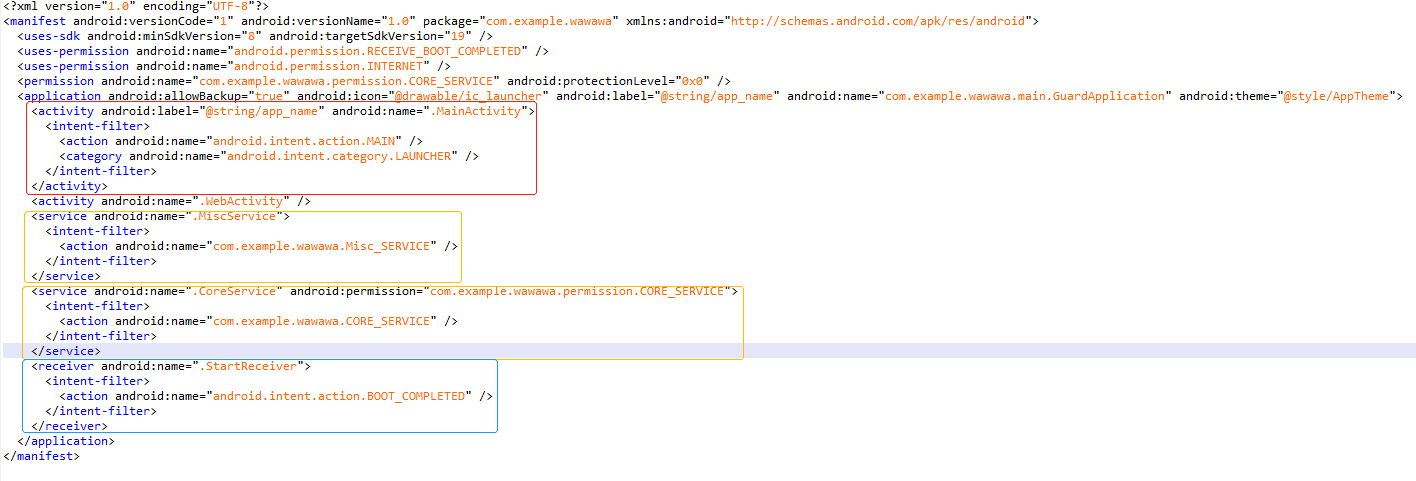 <?xml version="1.0" encoding="UTF-8"?>
<manifest android:versionCode="1" android:versionName="1.0" package="com.example.wawawa" xmlns:android="http://schemas.android.com/apk/res/android">
  <uses-sdk android:minSdkVersion="8" android:targetSdkVersion="19" />
  <uses-permission android:name="android.permission.RECEIVE_BOOT_COMPLETED" />
  <uses-permission android:name="android.permission.INTERNET" />
  <permission android:name="com.example.wawawa.permission.CORE_SERVICE" android:protectionLevel="0x0" />
  <application android:allowBackup="true" android:icon="@drawable/ic_launcher" android:label="@string/app_name" android:name="com.example.wawawa.main.GuardApplication" android:theme="@style/AppTheme">
    <activity android:label="@string/app_name" android:name=".MainActivity">
      <intent-filter>
        <action android:name="android.intent.action.MAIN" />
        <category android:name="android.intent.category.LAUNCHER" />
      </intent-filter>
    </activity>
    <activity android:name=".WebActivity" />
    <service android:name=".MiscService">
      <intent-filter>
        <action android:name="com.example.wawawa.Misc_SERVICE" />
      </intent-filter>
    </service>
    <service android:name=".CoreService" android:permission="com.example.wawawa.permission.CORE_SERVICE">
      <intent-filter>
        <action android:name="com.example.wawawa.CORE_SERVICE" />
      </intent-filter>
    </service>
    <receiver android:name=".StartReceiver">
      <intent-filter>
        <action android:name="android.intent.action.BOOT_COMPLETED" />
      </intent-filter>
    </receiver>
  </application>
</manifest>